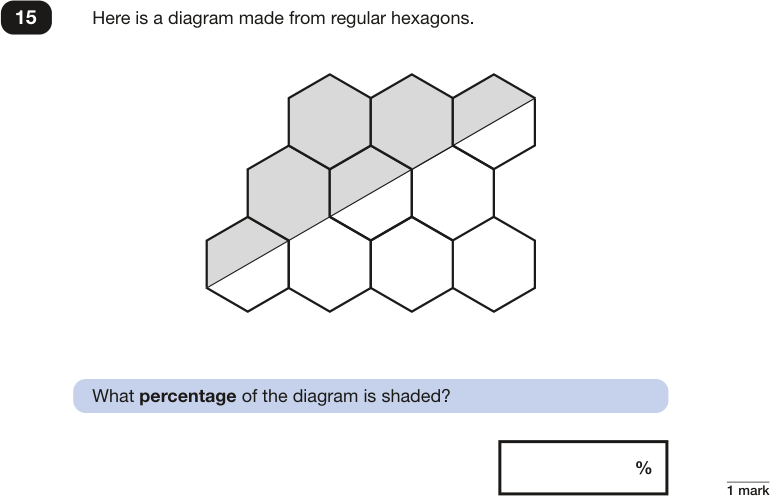 15
Here is a diagram made from regular hexagons.
What percentage of the diagram is shaded?
%
1 mark